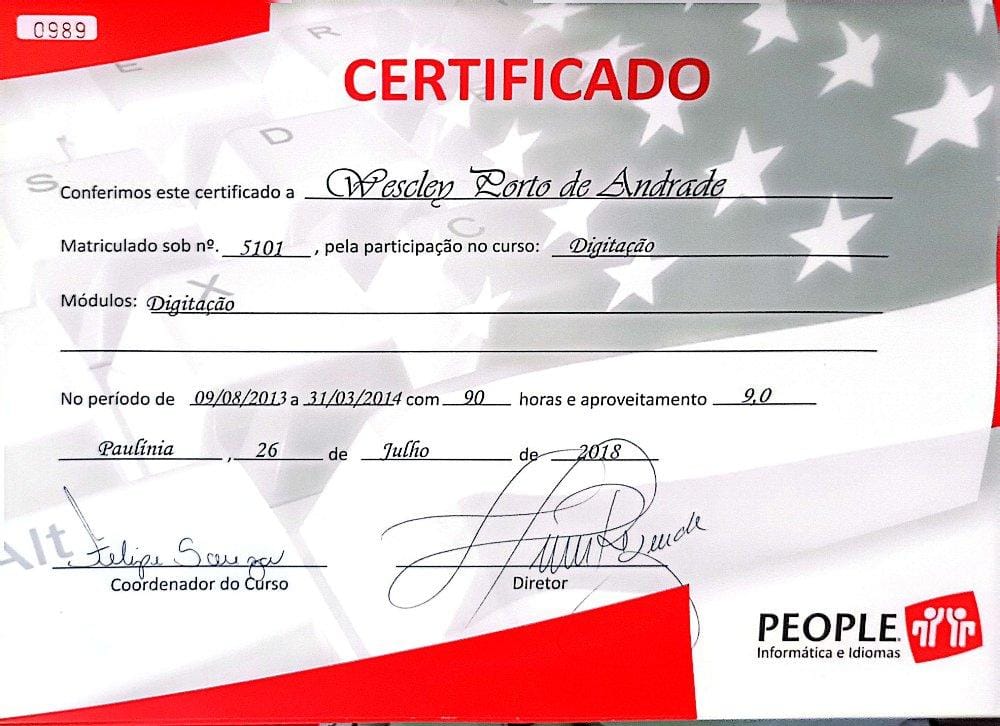 0989
CERTIFICADO
Conferimos este certificado a Wescley Porto de Andrade
Matriculado sob nº. 5101, pela participação no curso: Digitação
Módulos: Digitação
No período de 09/08/2013 a 31/03/2014 com 90 horas e aproveitamento 9,0
Paulínia, 26 de Julho de 2018
Felipe Souza
Coordenador do Curso
Diretor
Alt
PEOPLE
Informática e Idiomas